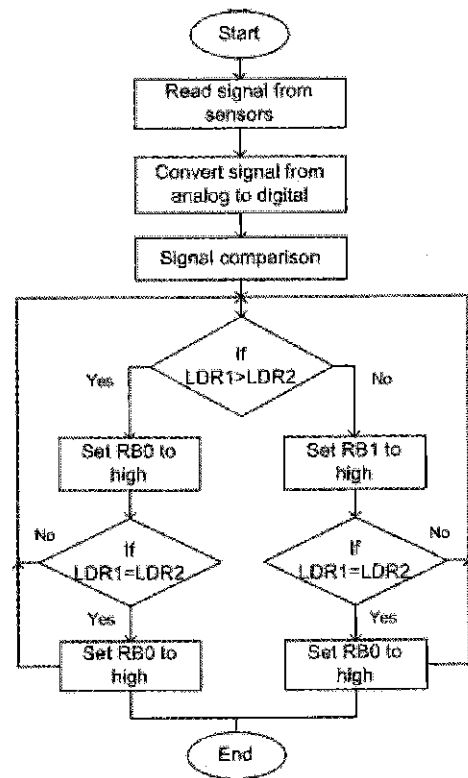 Start
Read signal from
sensors
Convert signal from
analog to digital
Signal comparison
If
LDR1>LDR2
Yes
No
Set RB0 to
high
Set RB1 to
high
No
If
LDR1=LDR2
If
LDR1=LDR2
No
Yes
Yes
Set RB0 to
high
Set RB0 to
high
End